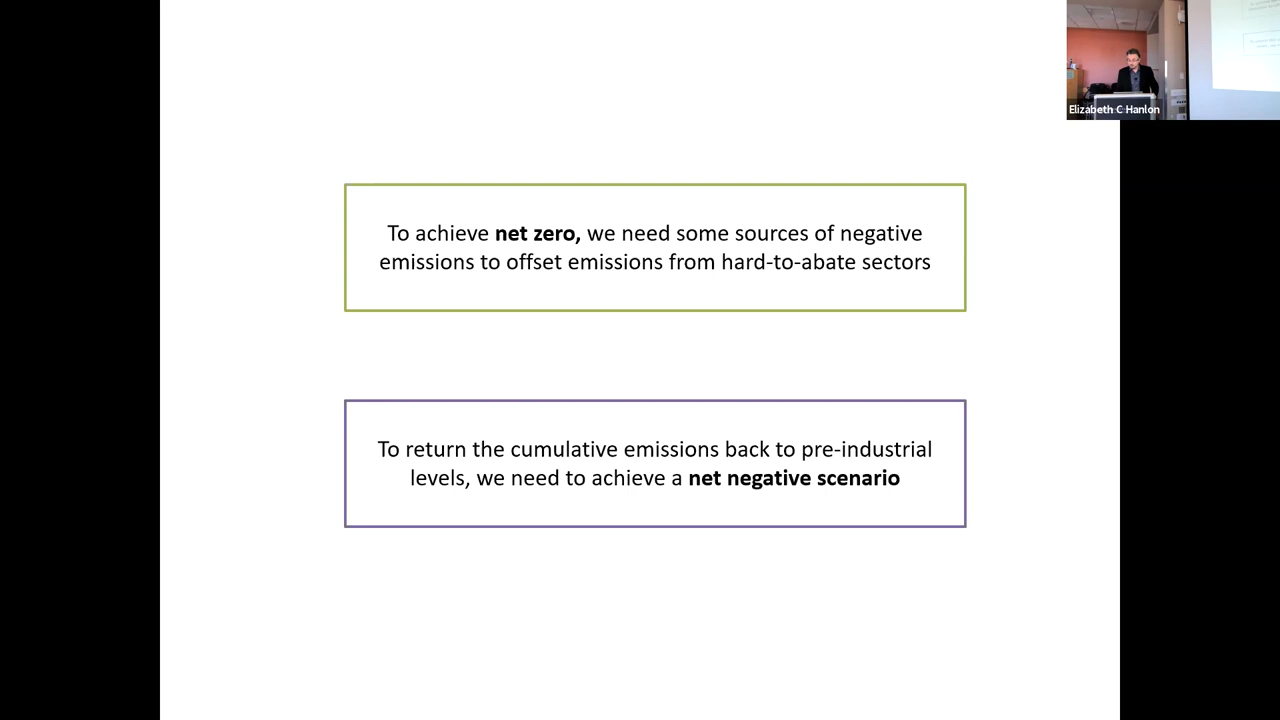 To achieve net zero, we need some sources of negative
emissions to offset emissions from hard-to-abate sectors
To return the cumulative emissions back to pre-industrial
levels, we need to achieve a net negative scenario
Elizabeth C Hanlon